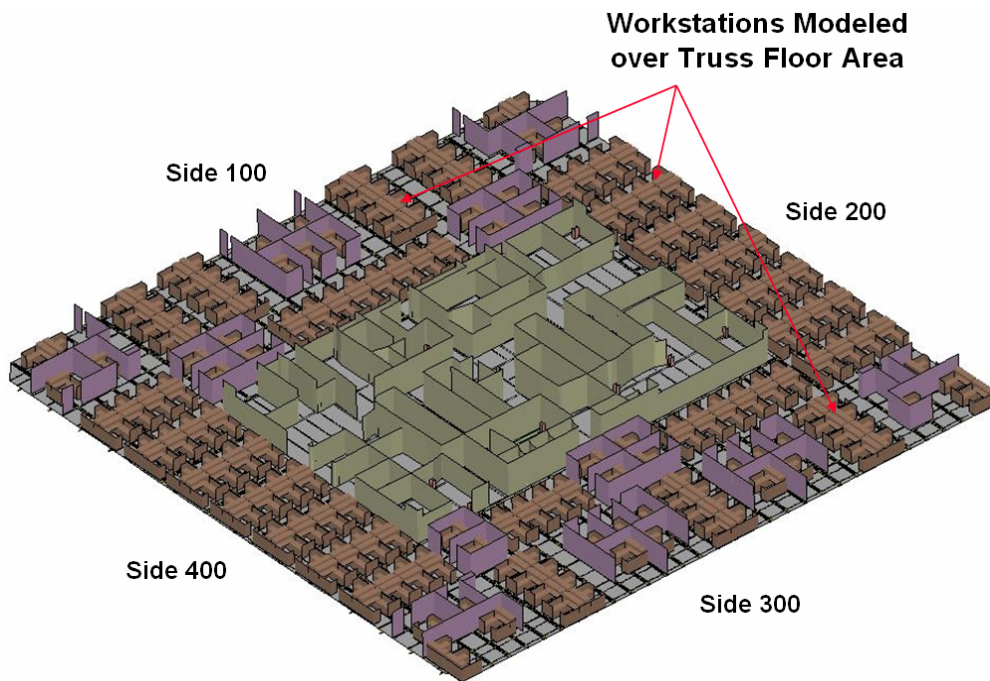 Workstations Modeled
over Truss Floor Area
Side 100
Side 200
Side 400
Side 300